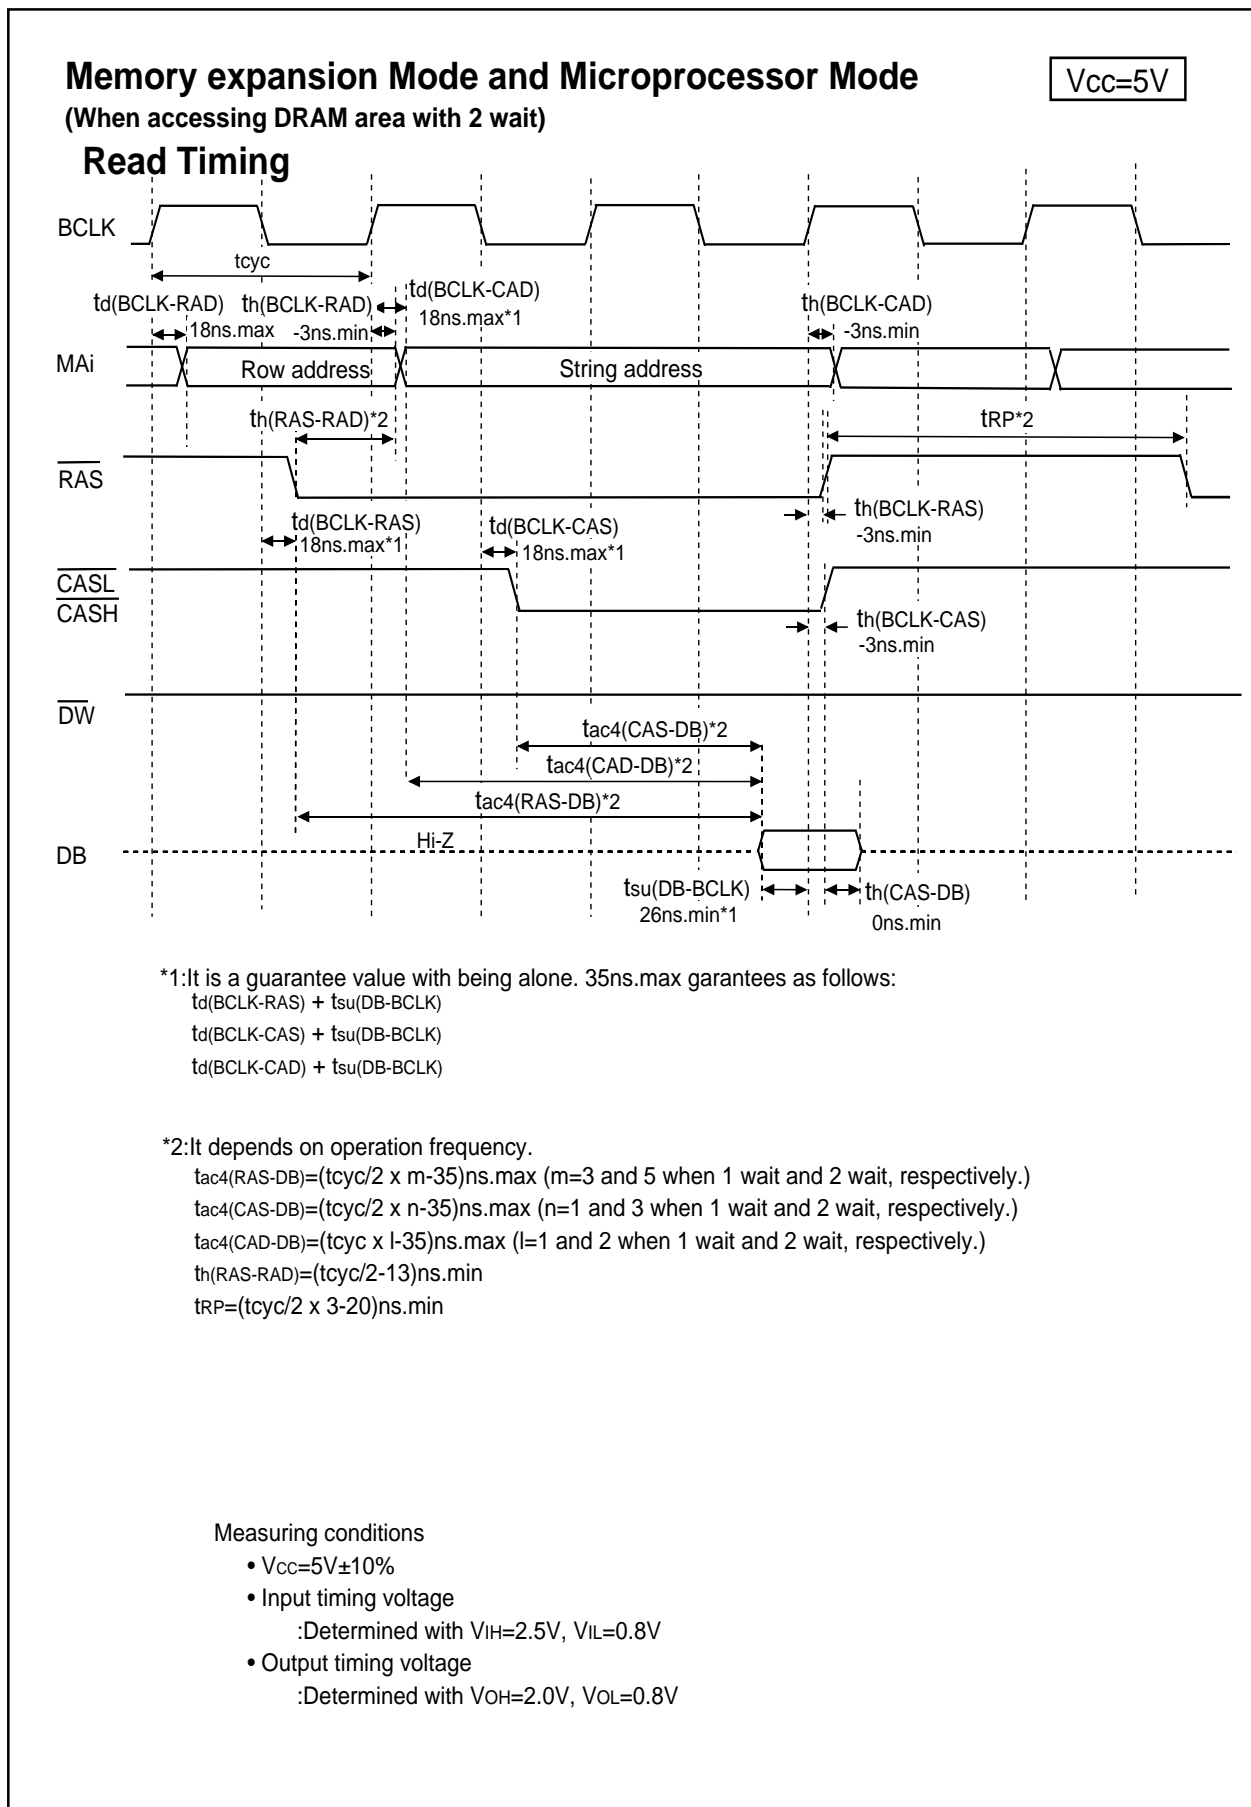 Memory expansion Mode and Microprocessor Mode
Vcc=5V
(When accessing DRAM area with 2 wait)
Read Timing
BCLK
tcyc
td(BCLK-RAD)
18ns.max
th(BCLK-RAD)
-3ns.min
td(BCLK-CAD)
18ns.max*1
th(BCLK-CAD)
-3ns.min
MAi
Row address
String address
th(RAS-RAD)*2
tRP*2
RAS
td(BCLK-RAS)
18ns.max*1
td(BCLK-CAS)
18ns.max*1
th(BCLK-RAS)
-3ns.min
CASL
CASH
th(BCLK-CAS)
-3ns.min
DW
tac4(CAS-DB)*2
tac4(CAD-DB)*2
tac4(RAS-DB)*2
Hi-Z
DB
tsu(DB-BCLK)
26ns.min*1
th(CAS-DB)
0ns.min
*1:It is a guarantee value with being alone. 35ns.max garantees as follows:
td(BCLK-RAS) + tsu(DB-BCLK)
td(BCLK-CAS) + tsu(DB-BCLK)
td(BCLK-CAD) + tsu(DB-BCLK)
*2:It depends on operation frequency.
tac4(RAS-DB)=(tcyc/2 x m-35)ns.max (m=3 and 5 when 1 wait and 2 wait, respectively.)
tac4(CAS-DB)=(tcyc/2 x n-35)ns.max (n=1 and 3 when 1 wait and 2 wait, respectively.)
tac4(CAD-DB)=(tcyc x l-35)ns.max (l=1 and 2 when 1 wait and 2 wait, respectively.)
th(RAS-RAD)=(tcyc/2-13)ns.min
tRP=(tcyc/2 x 3-20)ns.min
Measuring conditions
• VCC=5V±10%
• Input timing voltage
:Determined with VIH=2.5V, VIL=0.8V
• Output timing voltage
:Determined with VOH=2.0V, VOL=0.8V